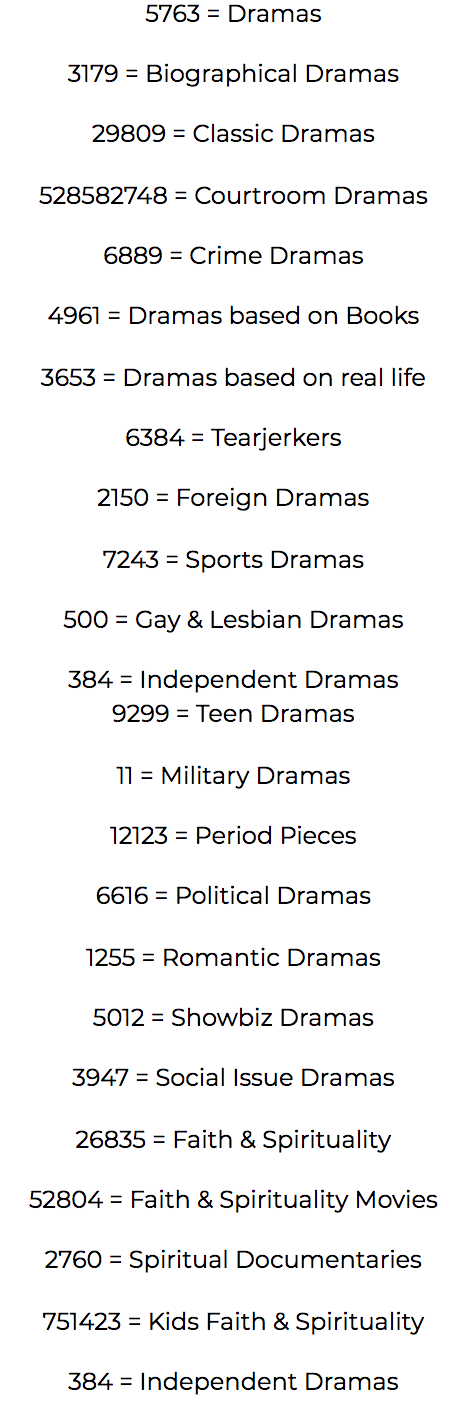 5763 = Dramas
3179 = Biographical Dramas
29809 = Classic Dramas
528582748 = Courtroom Dramas
6889 = Crime Dramas
4961 = Dramas based on Books
3653 = Dramas based on real life
6384 = Tearjerkers
2150 = Foreign Dramas
7243 = Sports Dramas
500 = Gay & Lesbian Dramas
384 = Independent Dramas
9299 = Teen Dramas
11 = Military Dramas
12123 = Period Pieces
6616 = Political Dramas
1255 = Romantic Dramas
5012 = Showbiz Dramas
3947 = Social Issue Dramas
26835 = Faith & Spirituality
52804 = Faith & Spirituality Movies
2760 = Spiritual Documentaries
751423 = Kids Faith & Spirituality
384 = Independent Dramas